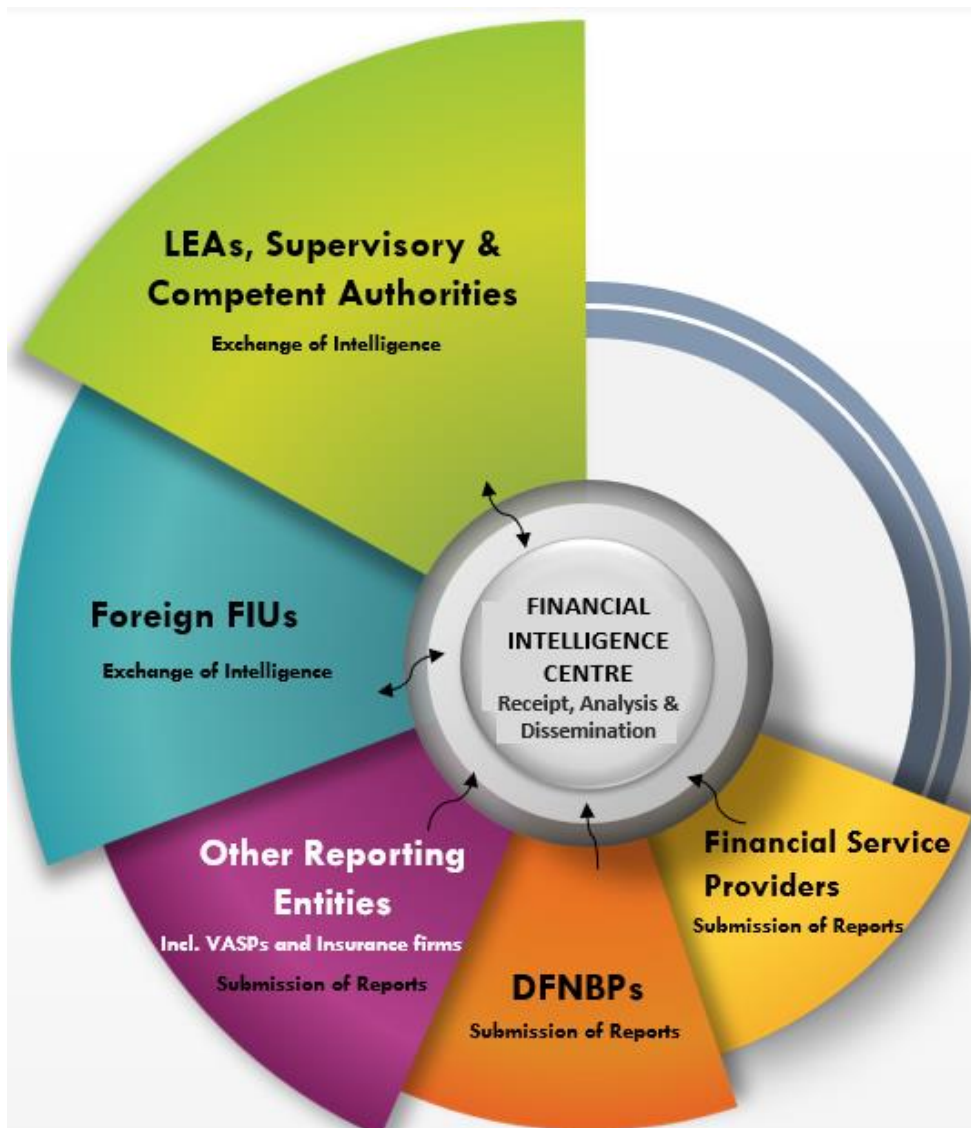 LEAs, Supervisory &
Competent Authorities
Exchange of Intelligence
Foreign FIUs
Exchange of Intelligence
FINANCIAL
INTELLIGENCE
CENTRE
Receipt, Analysis &
Dissemination
Other Reporting
Entities
Incl. VASPs and Insurance firms
Submission of Reports
DFNBPs
Submission of Reports
Financial Service
Providers
Submission of Reports